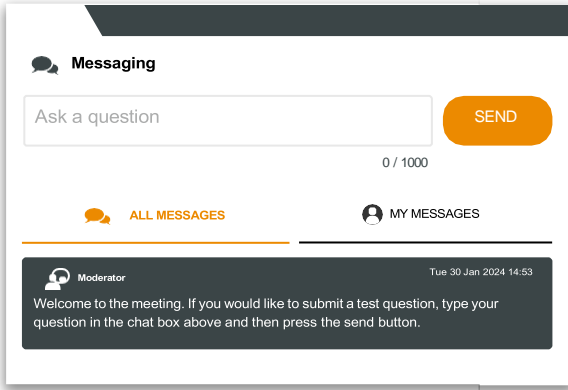 Messaging
Ask a question
SEND
0 / 1000
ALL MESSAGES
MY MESSAGES
Moderator
Tue 30 Jan 2024 14:53
Welcome to the meeting. If you would like to submit a test question, type your
question in the chat box above and then press the send button.